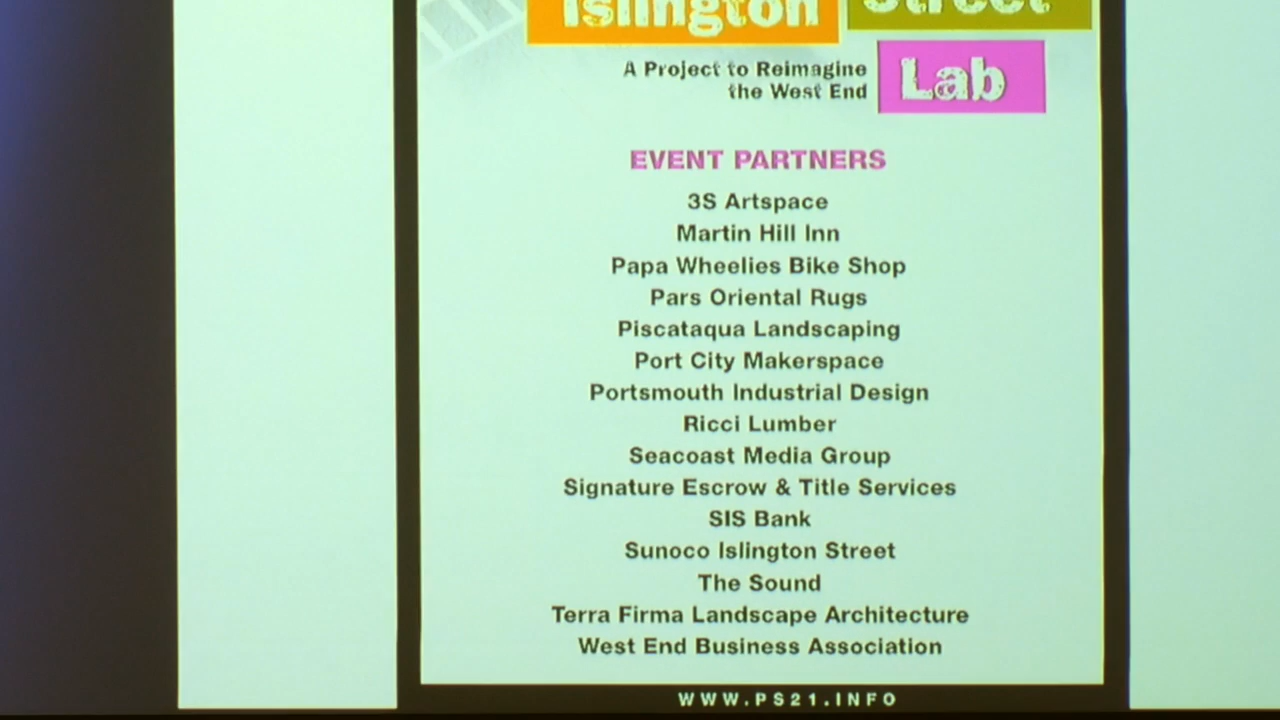 Islington Street
A Project to Reimagine
the West End
Lab
EVENT PARTNERS
3S Artspace
Martin Hill Inn
Papa Wheelies Bike Shop
Pars Oriental Rugs
Piscataqua Landscaping
Port City Makerspace
Portsmouth Industrial Design
Ricci Lumber
Seacoast Media Group
Signature Escrow & Title Services
SIS Bank
Sunoco Islington Street
The Sound
Terra Firma Landscape Architecture
West End Business Association
WWW.PS21.INFO